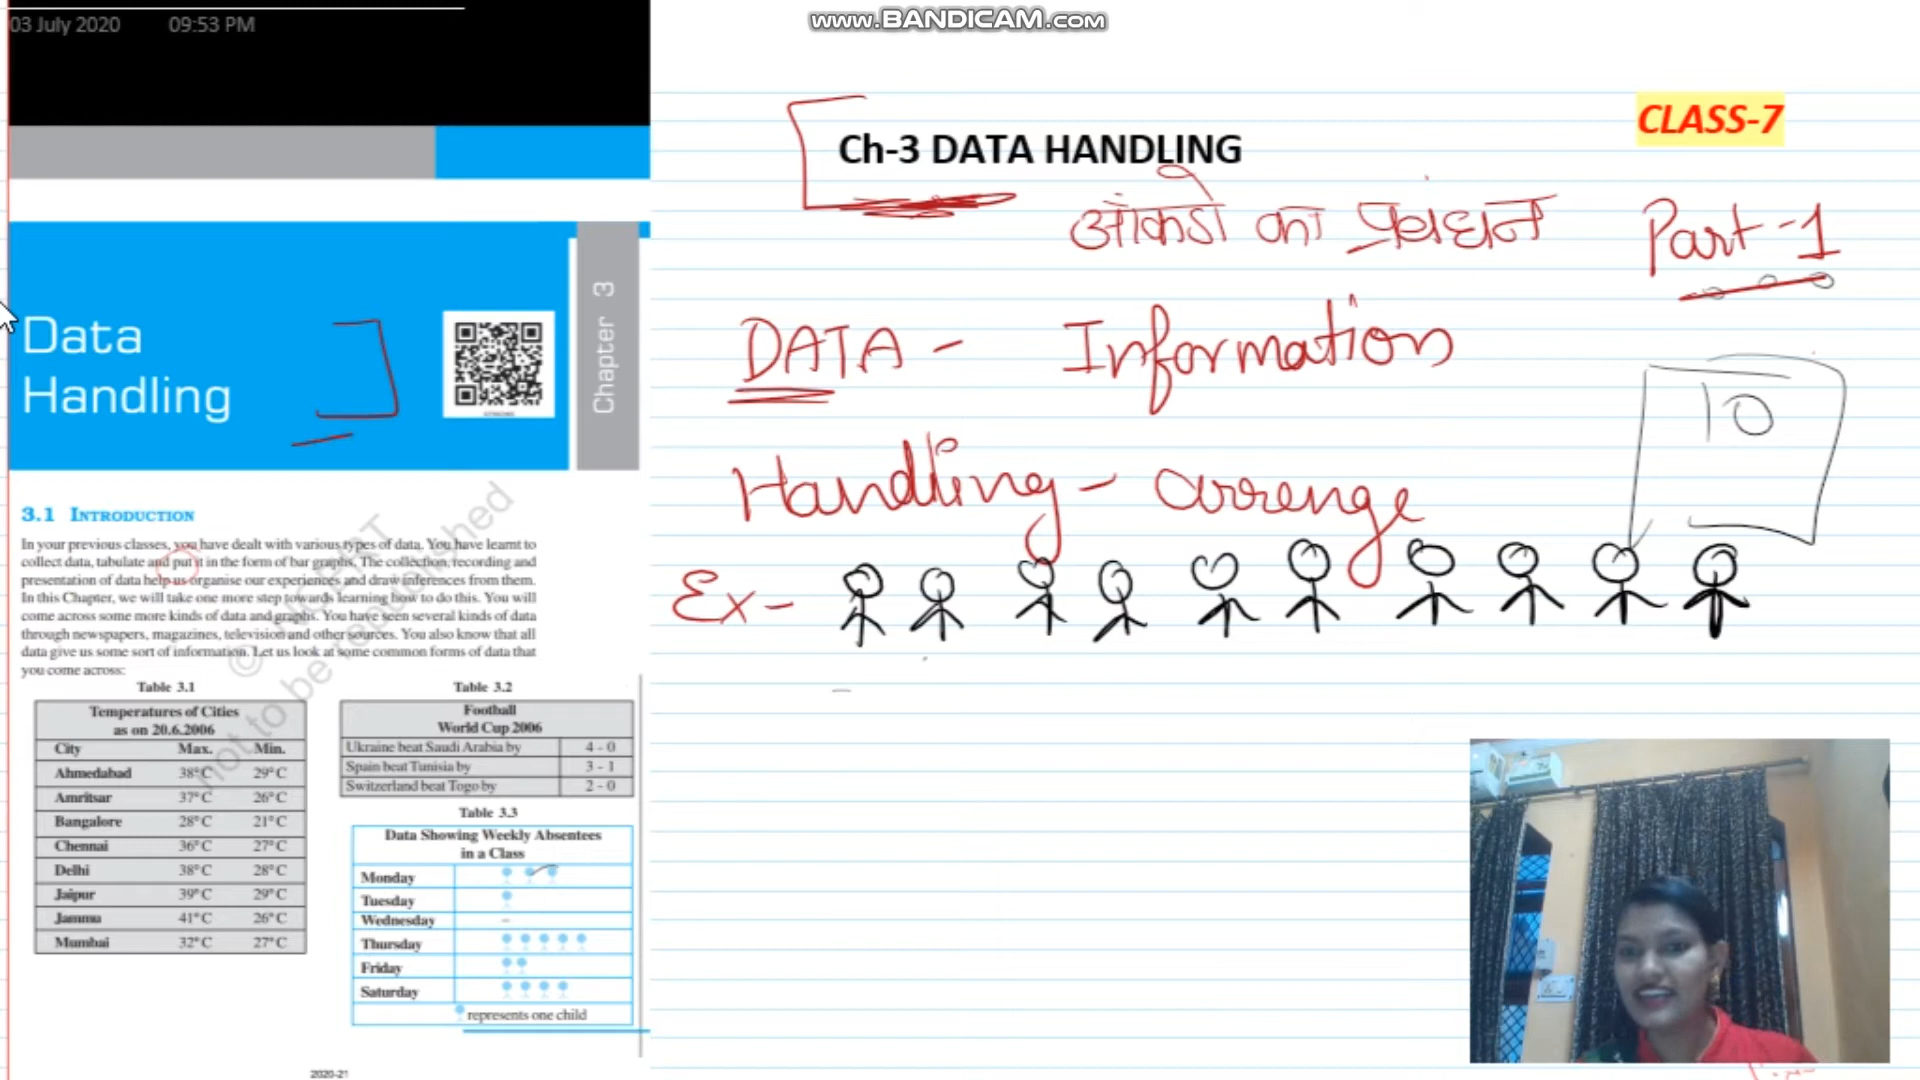 03 July 2020 09:53 PM
www.BANDICAM.com
CLASS-7
Ch-3 DATA HANDLING
आंकडो का प्रबंधन
Part-1
DATA - Information
Handling - arrenge
10
Ex-
Data
Handling
Chapter 3
3.1 INTRODUCTION
In your previous classes, you have dealt with various types of data. You have learnt to
collect data, tabulate and put it in the form of bar graphs. The collection, recording and
presentation of data help us organise our experiences and draw inferences from them.
In this Chapter, we will take one more step towards learning how to do this. You will
come across some more kinds of data and graphs. You have seen several kinds of data
through newspapers, magazines, television and other sources. You also know that all
data give us some sort of information. Let us look at some common forms of data that
you come across:
Table 3.1
Temperatures of Cities
as on 20.6.2006
City Max. Min.
Ahmedabad 38°C 29°C
Amritsar 37°C 26°C
Bangalore 28°C 21°C
Chennai 36°C 27°C
Delhi 38°C 28°C
Jaipur 39°C 29°C
Jammu 41°C 26°C
Mumbai 32°C 27°C
Table 3.2
Football
World Cup 2006
Ukraine beat Saudi Arabia by 4 - 0
Spain beat Tunisia by 3 - 1
Switzerland beat Togo by 2 - 0
Table 3.3
Data Showing Weekly Absentees
in a Class
Monday
Tuesday
Wednesday -
Thursday
Friday
Saturday
represents one child
© NCERT
not to be republished
2020-21